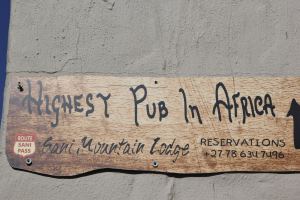 Highest Pub In Africa
ROUTE
SANI
PASS
Sani Mountain Lodge
RESERVATIONS
+27 78 634 7496